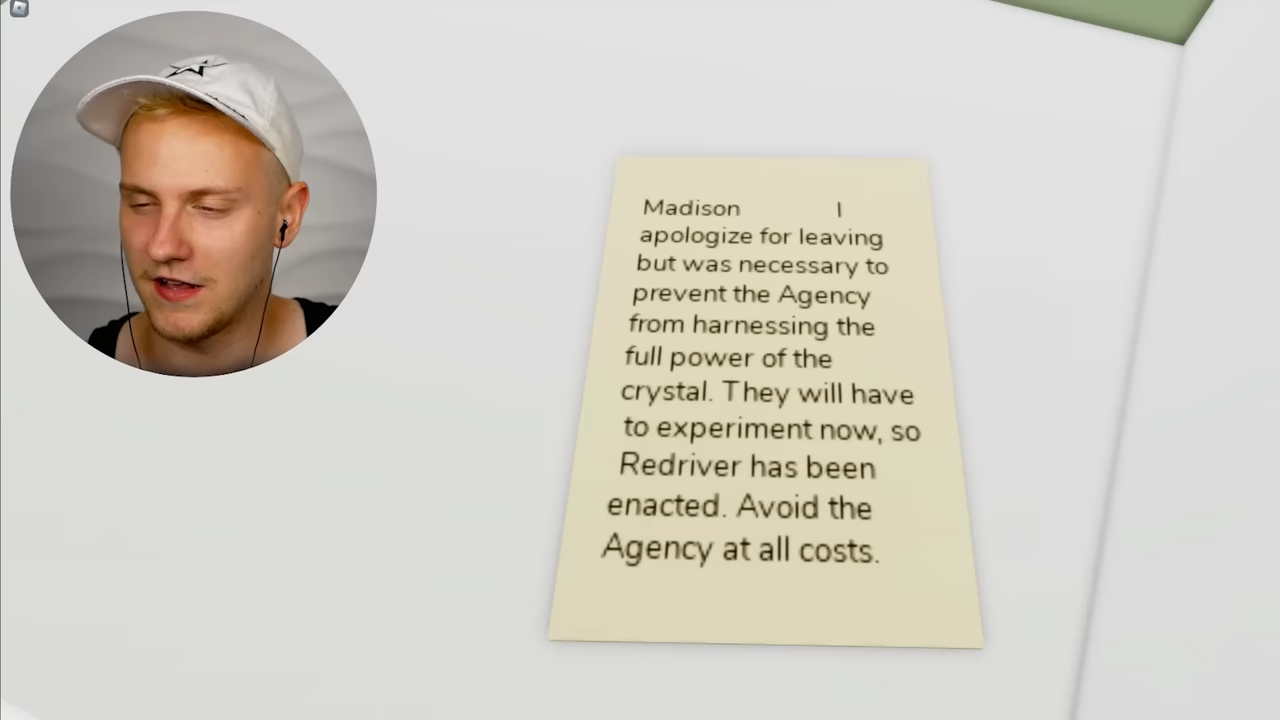 Madison I
apologize for leaving
but was necessary to
prevent the Agency
from harnessing the
full power of the
crystal. They will have
to experiment now, so
Redriver has been
enacted. Avoid the
Agency at all costs.